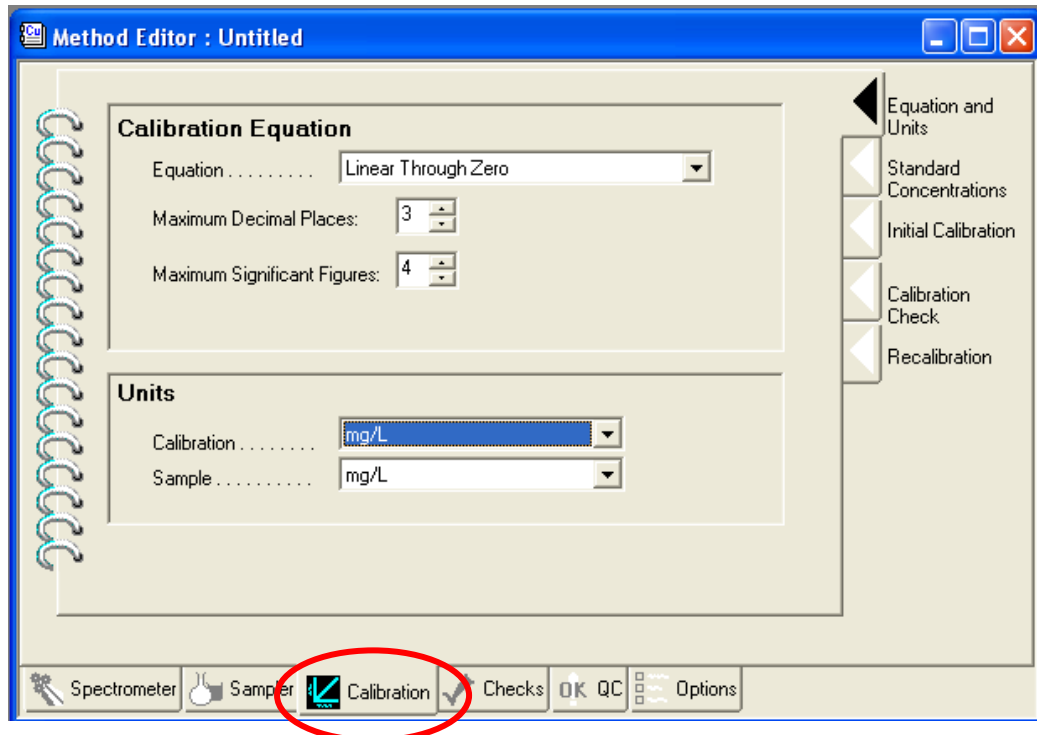 Cu
Method Editor : Untitled
Calibration Equation
Equation ......... Linear Through Zero
Maximum Decimal Places: 3
Maximum Significant Figures: 4
Units
Calibration ........ mg/L
Sample .......... mg/L
Equation and
Units
Standard
Concentrations
Initial Calibration
Calibration
Check
Recalibration
Spectrometer Sampler Calibration Checks OK QC Options